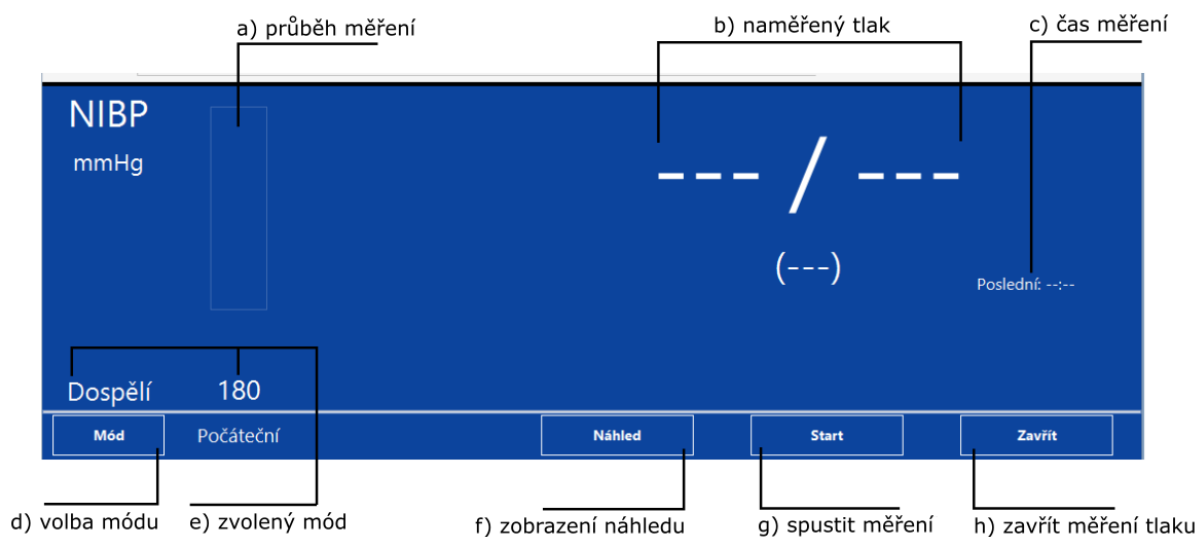 a) průběh měření
b) naměřený tlak
c) čas měření
NIBP
mmHg
--- / ---
(---)
Poslední: --:--
Dospělí 180
Mód Počáteční Náhled Start Zavřít
d) volba módu e) zvolený mód f) zobrazení náhledu g) spustit měření h) zavřít měření tlaku